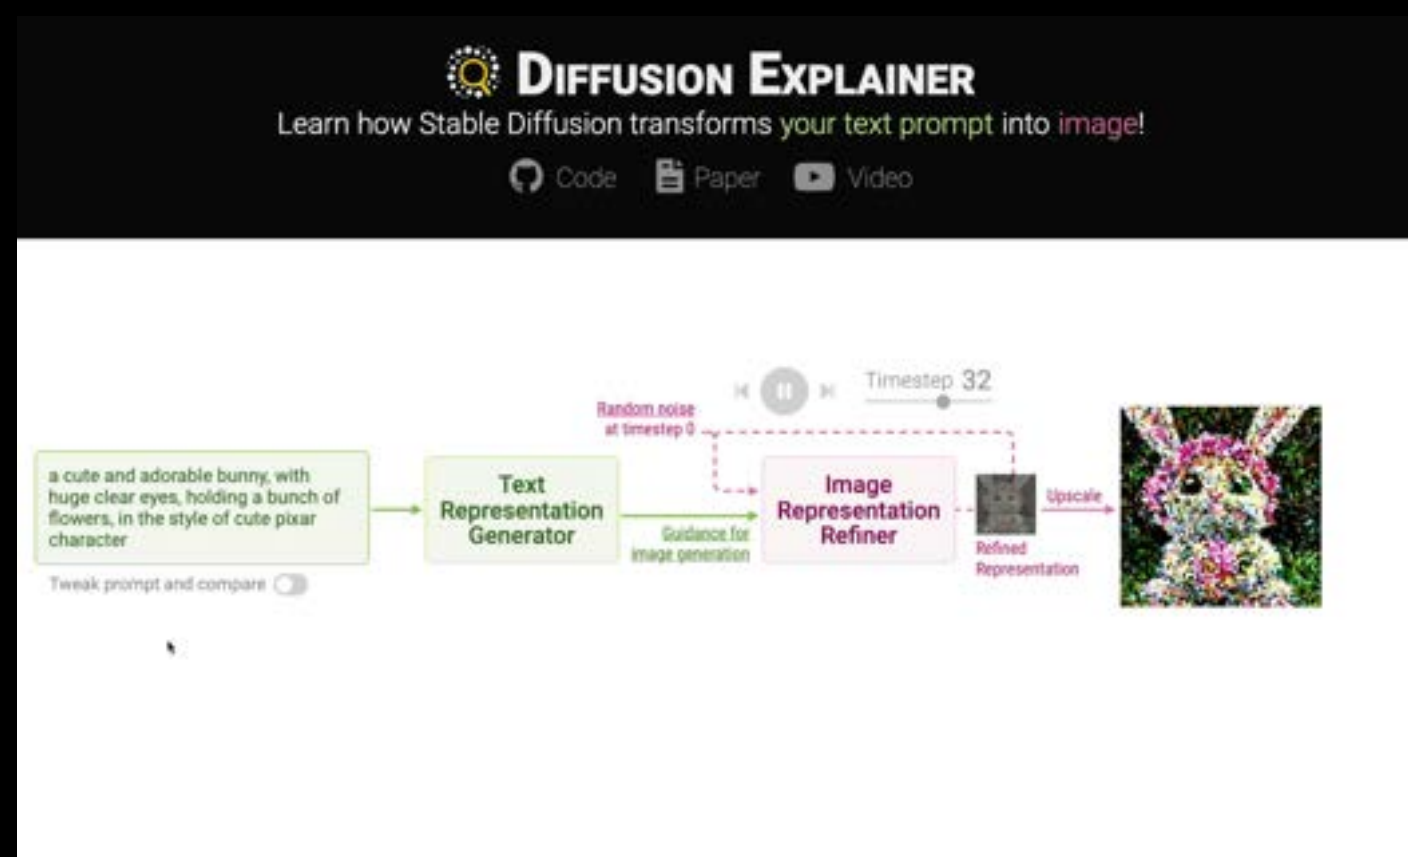 DIFFUSION EXPLAINER
Learn how Stable Diffusion transforms your text prompt into image!
Code Paper Video
Timestep 32
Random noise
at timestep 0
a cute and adorable bunny, with
huge clear eyes, holding a bunch of
flowers, in the style of cute pixar
character
Tweak prompt and compare
Text
Representation
Generator
Guidance for
image generation
Image
Representation
Refiner
Refined
Representation
Upscale